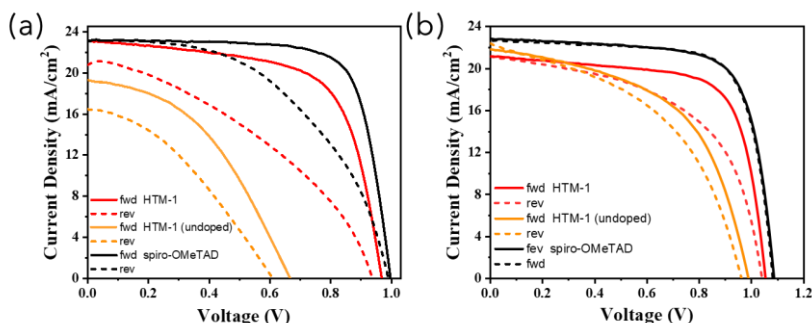 (a)
Current Density (mA/cm²)
24
20
16
12
8
4
0
fwd HTM-1
rev
fwd HTM-1 (undoped)
rev
fwd spiro-OMeTAD
rev
0.0 0.2 0.4 0.6 0.8 1.0
Voltage (V)
(b)
Current Density (mA/cm²)
24
20
16
12
8
4
0
fwd HTM-1
rev
fwd HTM-1 (undoped)
rev
fev spiro-OMeTAD
fwd
0.0 0.2 0.4 0.6 0.8 1.0 1.2
Voltage (V)